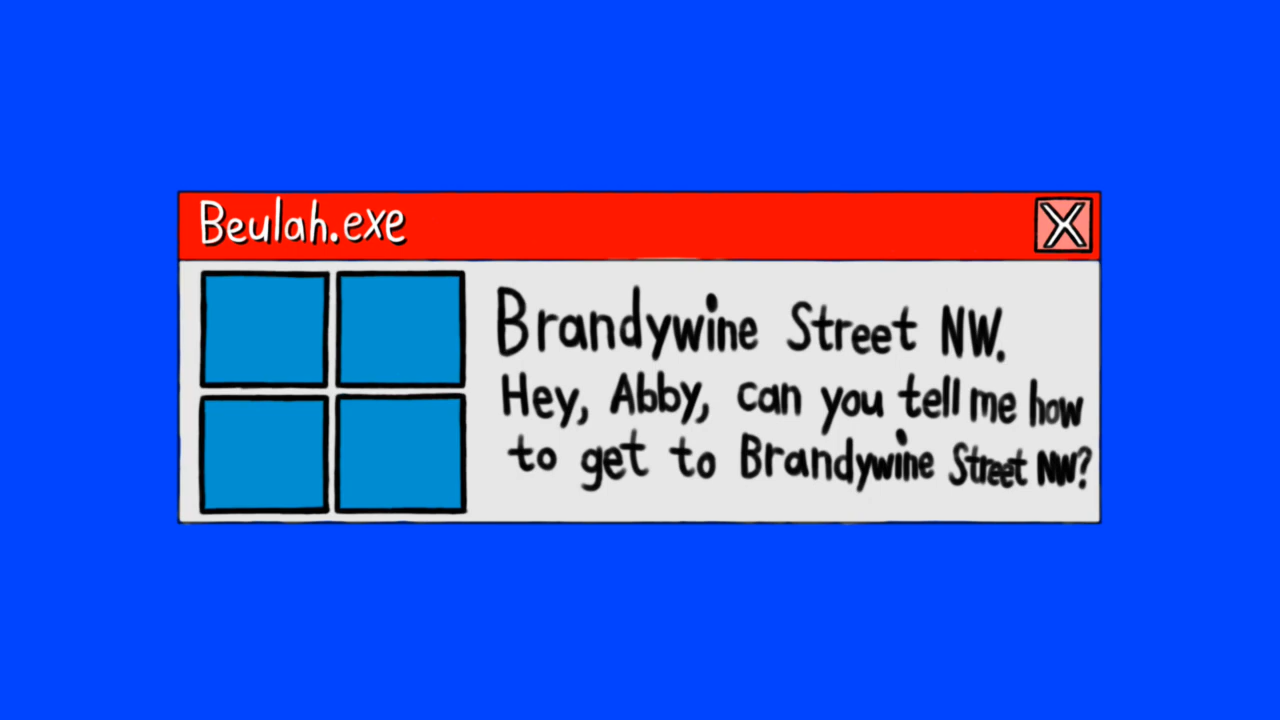 Beulah.exe
X
Brandywine Street NW.
Hey, Abby, can you tell me how
to get to Brandywine Street NW?